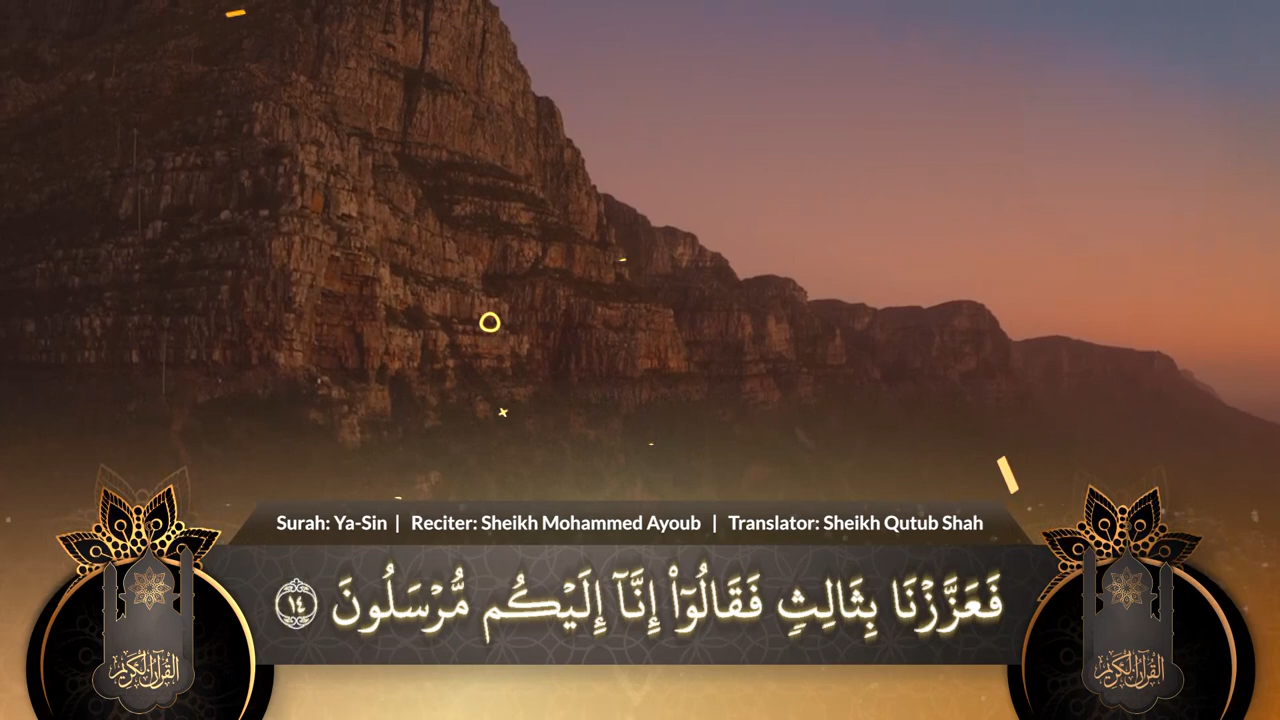 Surah: Ya-Sin | Reciter: Sheikh Mohammed Ayoub | Translator: Sheikh Qutub Shah
فَعَزَّزْنَا بِثَالِثٍ فَقَالُوٓا۟ إِنَّآ إِلَيْكُم مُّرْسَلُونَ ١٤
القرآن الكريم
القرآن الكريم